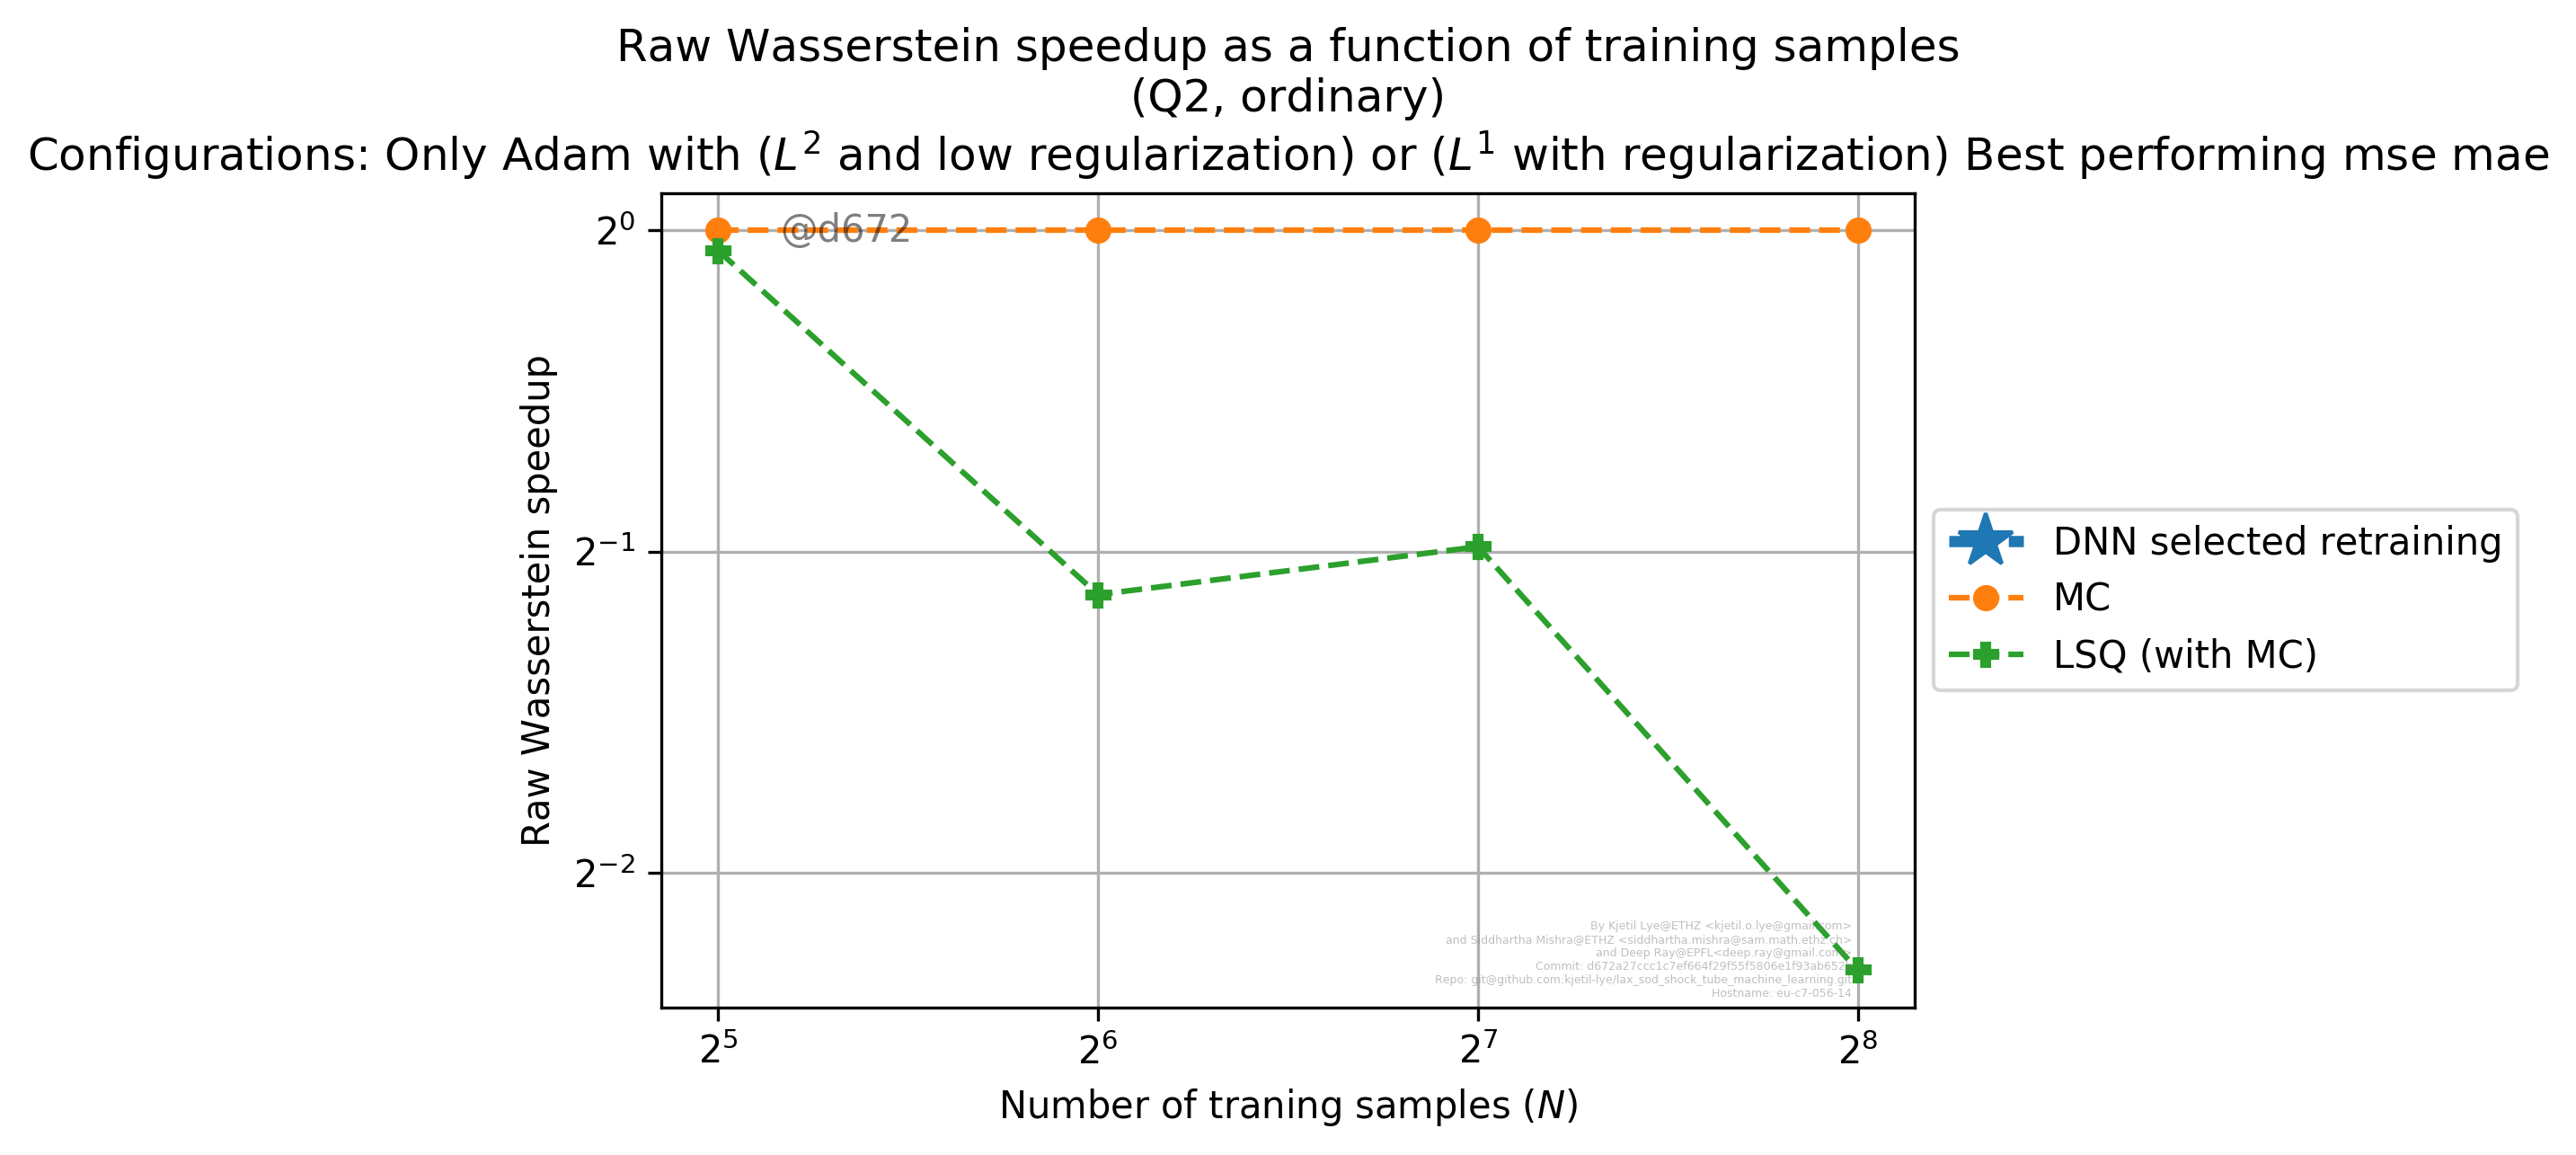 Raw Wasserstein speedup as a function of training samples
(Q2, ordinary)
Configurations: Only Adam with (L² and low regularization) or (L¹ with regularization) Best performing mse mae
2⁰
@d672
2⁻¹
2⁻²
Raw Wasserstein speedup
DNN selected retraining
MC
LSQ (with MC)
By Kjetil Lye@ETHZ <kjetil.o.lye@gmail.com>
and Siddhartha Mishra@ETHZ <siddhartha.mishra@sam.math.ethz.ch>
and Deep Ray@EPFL<deep.ray@gmail.com>
Commit:
Repo: git@github.com:kjetil-lye/lax_sod_shock_tube_machine_learning.git
Hostname: eu-c7-056-14
2⁵
2⁶
2⁷
2⁸
Number of traning samples (N)